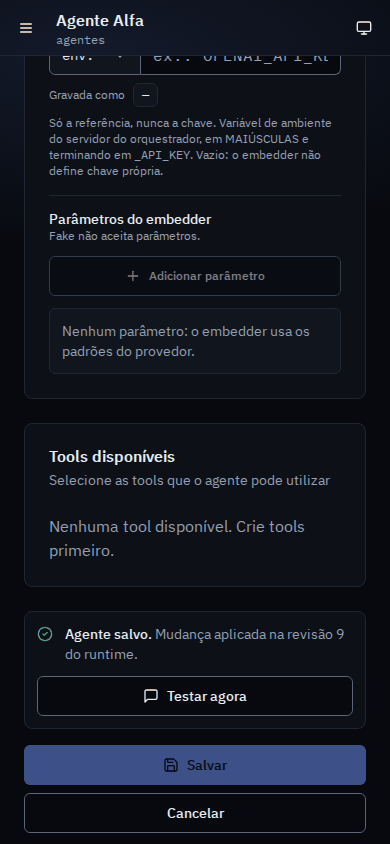 Agente Alfa
agentes
env: ex.: OPENAI_API_KE
Gravada como —
Só a referência, nunca a chave. Variável de ambiente
do servidor do orquestrador, em MAIÚSCULAS e
terminando em _API_KEY. Vazio: o embedder não
define chave própria.
Parâmetros do embedder
Fake não aceita parâmetros.
Adicionar parâmetro
Nenhum parâmetro: o embedder usa os
padrões do provedor.
Tools disponíveis
Selecione as tools que o agente pode utilizar
Nenhuma tool disponível. Crie tools
primeiro.
Agente salvo. Mudança aplicada na revisão 9
do runtime.
Testar agora
Salvar
Cancelar